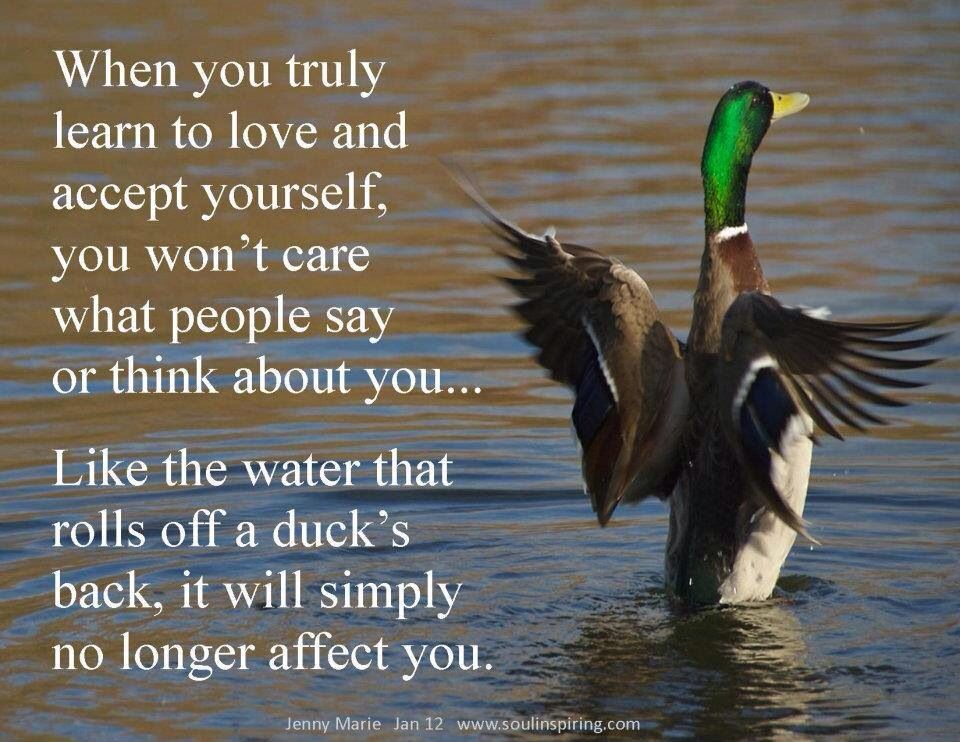 When you truly
learn to love and
accept yourself,
you won’t care
what people say
or think about you...
Like the water that
rolls off a duck’s
back, it will simply
no longer affect you.
Jenny Marie Jan 12 www.soulinspiring.com